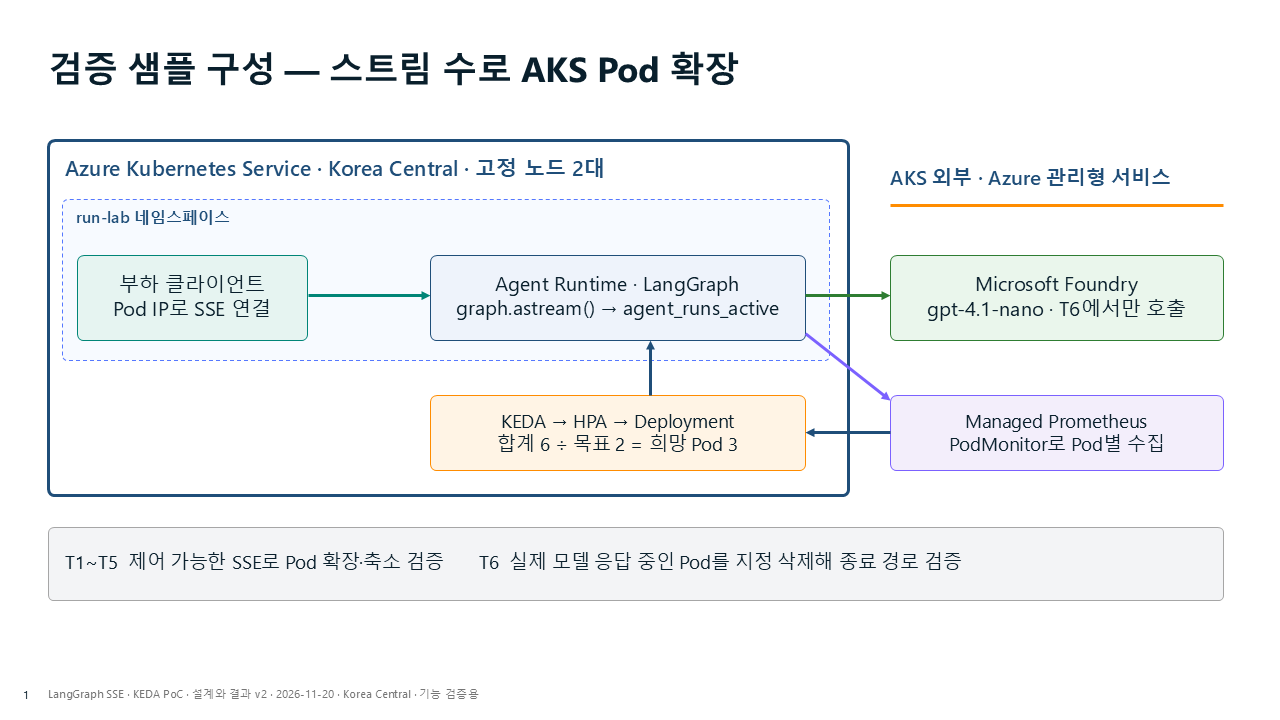 검증 샘플 구성 — 스트림 수로 AKS Pod 확장
Azure Kubernetes Service · Korea Central · 고정 노드 2대
run-lab 네임스페이스
부하 클라이언트
Pod IP로 SSE 연결
Agent Runtime · LangGraph
graph.astream() → agent_runs_active
KEDA → HPA → Deployment
합계 6 ÷ 목표 2 = 희망 Pod 3
AKS 외부 · Azure 관리형 서비스
Microsoft Foundry
gpt-4.1-nano · T6에서만 호출
Managed Prometheus
PodMonitor로 Pod별 수집
T1~T5 제어 가능한 SSE로 Pod 확장·축소 검증 T6 실제 모델 응답 중인 Pod를 지정 삭제해 종료 경로 검증
1 LangGraph SSE · KEDA PoC · 설계와 결과 v2 · 2026-11-20 · Korea Central · 기능 검증용